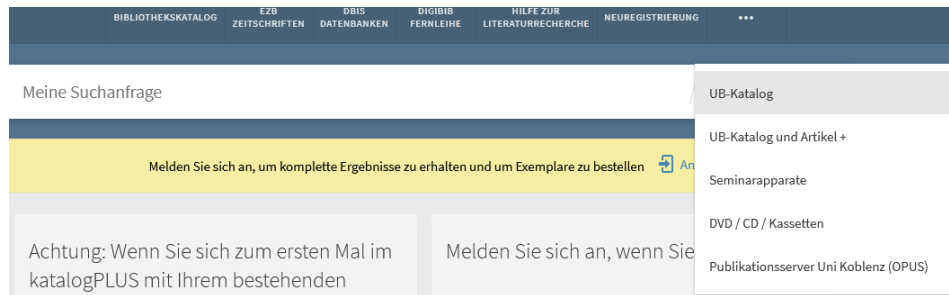 BIBLIOTHEKSKATALOG
EZB
ZEITSCHRIFTEN
DBIS
DATENBANKEN
DIGIBIB
FERNLEIHE
HILFE ZUR
LITERATURRECHERCHE
NEUREGISTRIERUNG
•••
Meine Suchanfrage
UB-Katalog
UB-Katalog und Artikel +
Seminarapparate
DVD / CD / Kassetten
Publikationsserver Uni Koblenz (OPUS)
Melden Sie sich an, um komplette Ergebnisse zu erhalten und um Exemplare zu bestellen An
Achtung: Wenn Sie sich zum ersten Mal im
katalogPLUS mit Ihrem bestehenden
Melden Sie sich an, wenn Sie